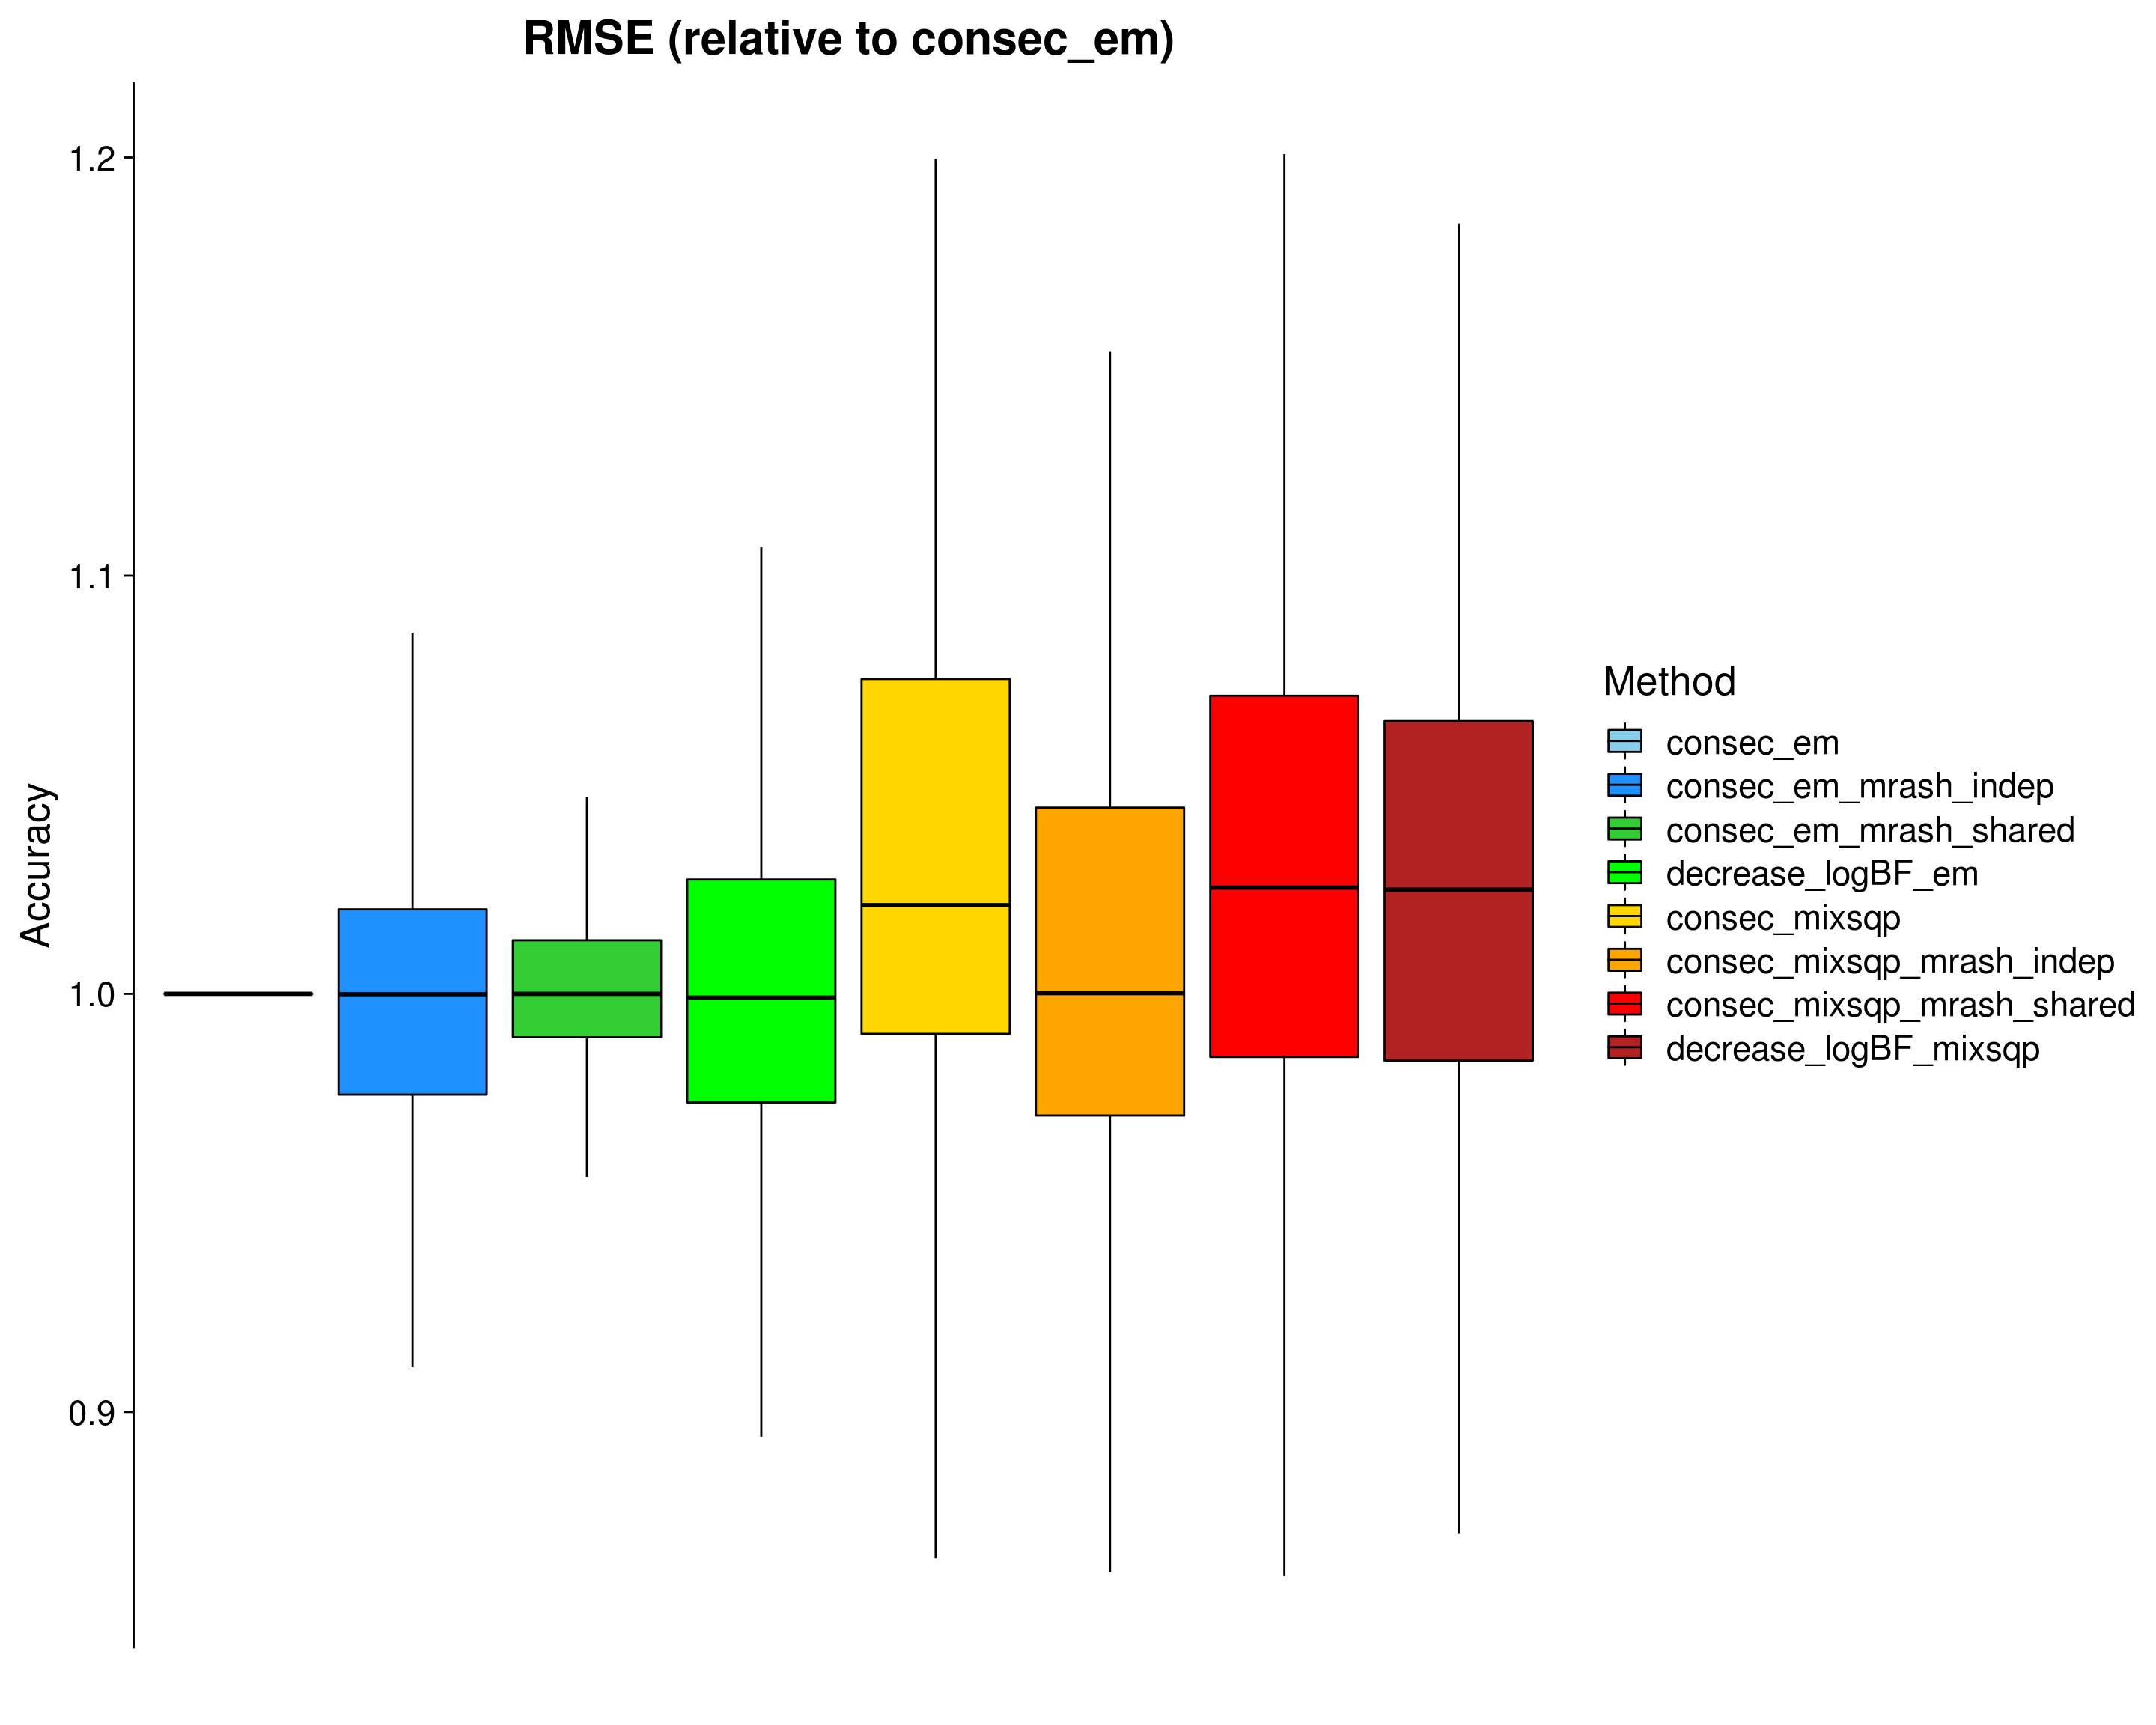 RMSE (relative to consec_em)
1.2
1.1
1.0
0.9
Accuracy
Method
consec_em
consec_em_mrash_indep
consec_em_mrash_shared
decrease_logBF_em
consec_mixsqp
consec_mixsqp_mrash_indep
consec_mixsqp_mrash_shared
decrease_logBF_mixsqp